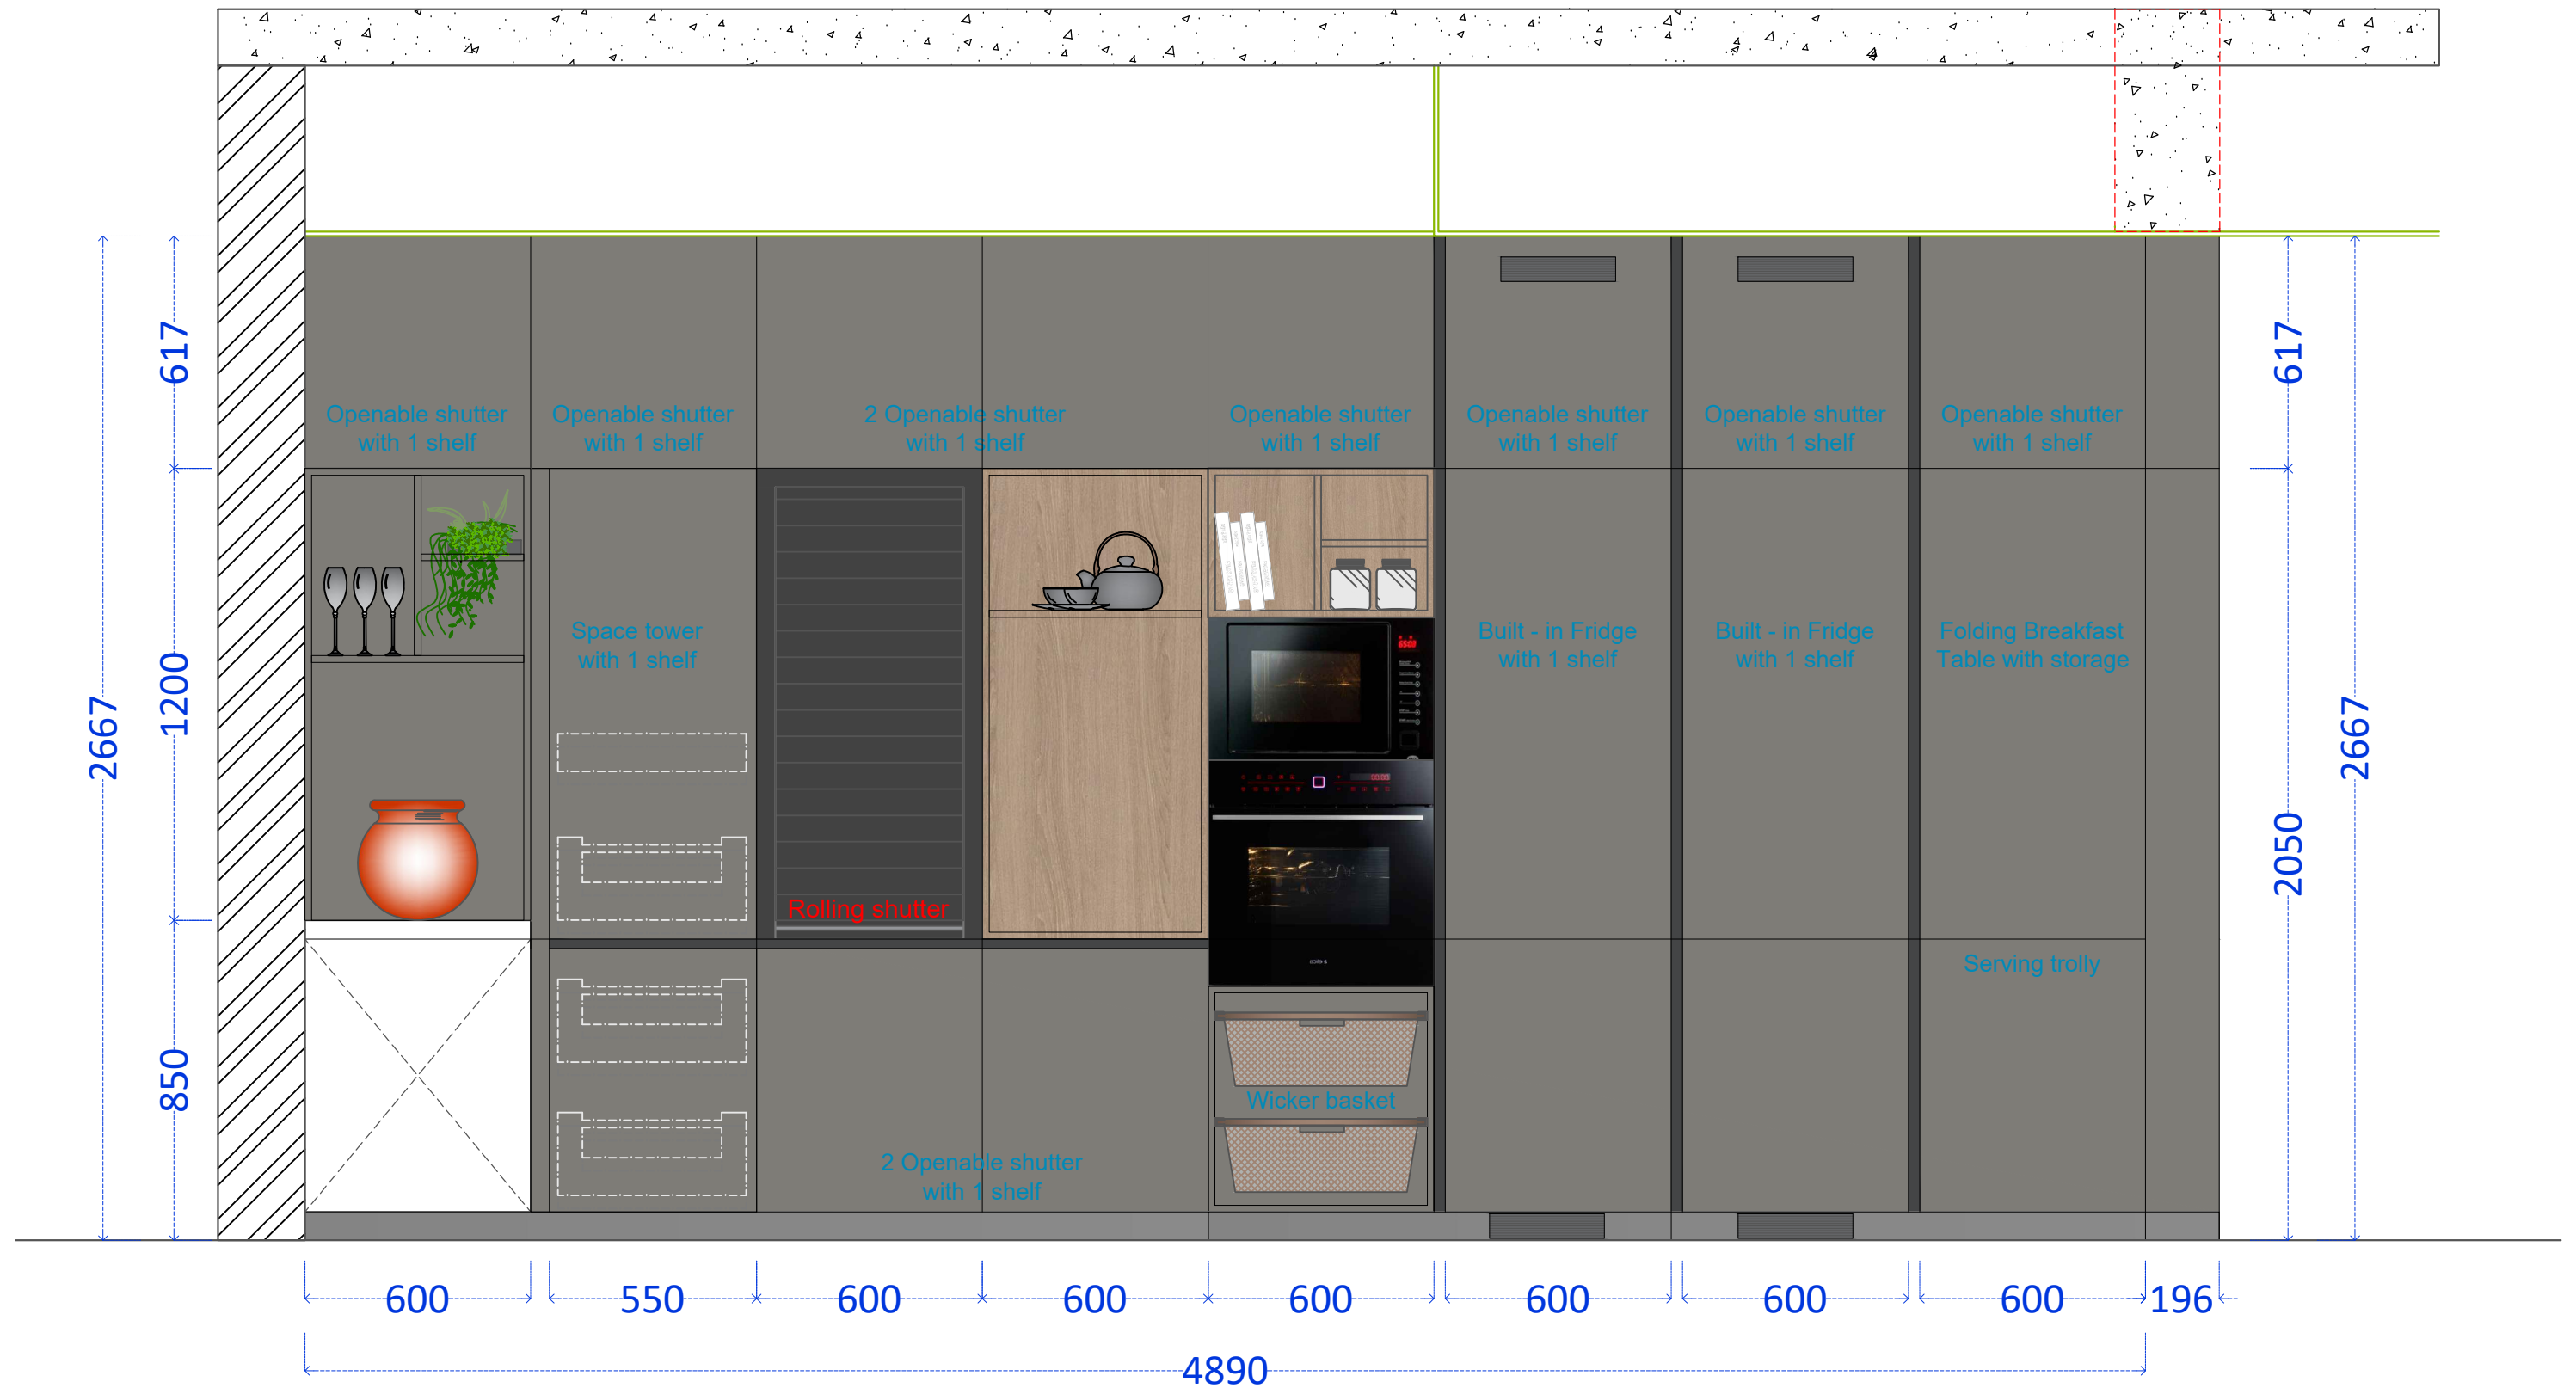 617
617
Openable shutter
with 1 shelf
Openable shutter
with 1 shelf
2 Openable shutter
with 1 shelf
Openable shutter
with 1 shelf
Openable shutter
with 1 shelf
Openable shutter
with 1 shelf
Openable shutter
with 1 shelf
2667
1200
Space tower
with 1 shelf
Built - in Fridge
with 1 shelf
Built - in Fridge
with 1 shelf
Folding Breakfast
Table with storage
2667
2050
Rolling shutter
Serving trolly
850
Wicker basket
2 Openable shutter
with 1 shelf
600
550
600
600
600
600
600
600
196
4890